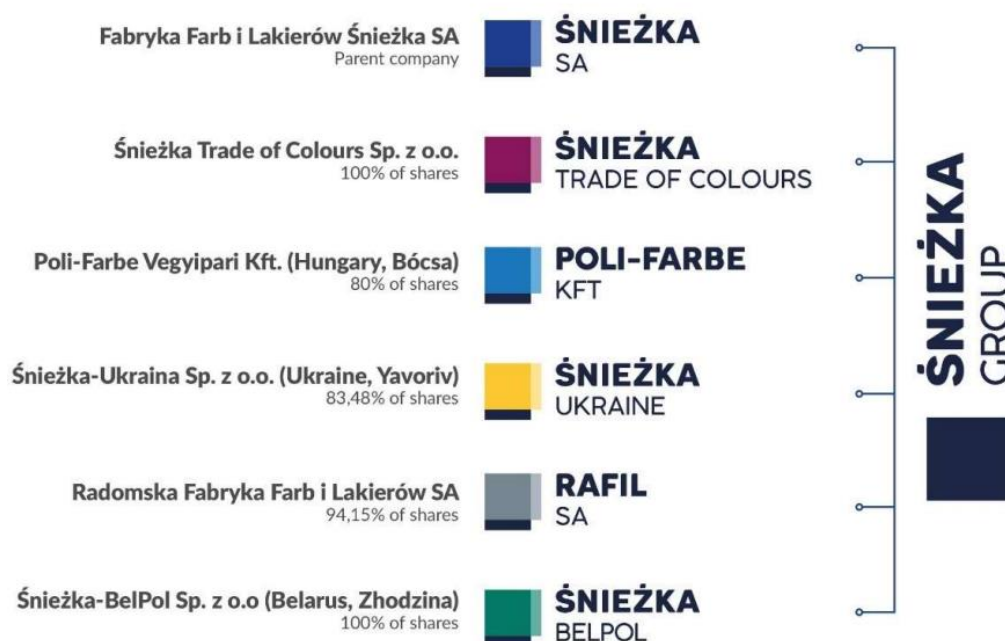 Fabryka Farb i Lakierów Śnieżka SA
Parent company
ŚNIEŻKA
SA
Śnieżka Trade of Colours Sp. z o.o.
100% of shares
ŚNIEŻKA
TRADE OF COLOURS
Poli-Farbe Vegyipari Kft. (Hungary, Bócsa)
80% of shares
POLI-FARBE
KFT
Śnieżka-Ukraina Sp. z o.o. (Ukraine, Yavoriv)
83,48% of shares
ŚNIEŻKA
UKRAINE
Radomska Fabryka Farb i Lakierów SA
94,15% of shares
RAFIL
SA
Śnieżka-BelPol Sp. z o.o (Belarus, Zhodzina)
100% of shares
ŚNIEŻKA
BELPOL
ŚNIEŻKA
GROUP